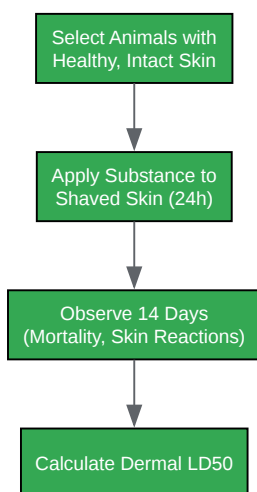 Select Animals with
Healthy, Intact Skin
Apply Substance to
Shaved Skin (24h)
Observe 14 Days
(Mortality, Skin Reactions)
Calculate Dermal LD50